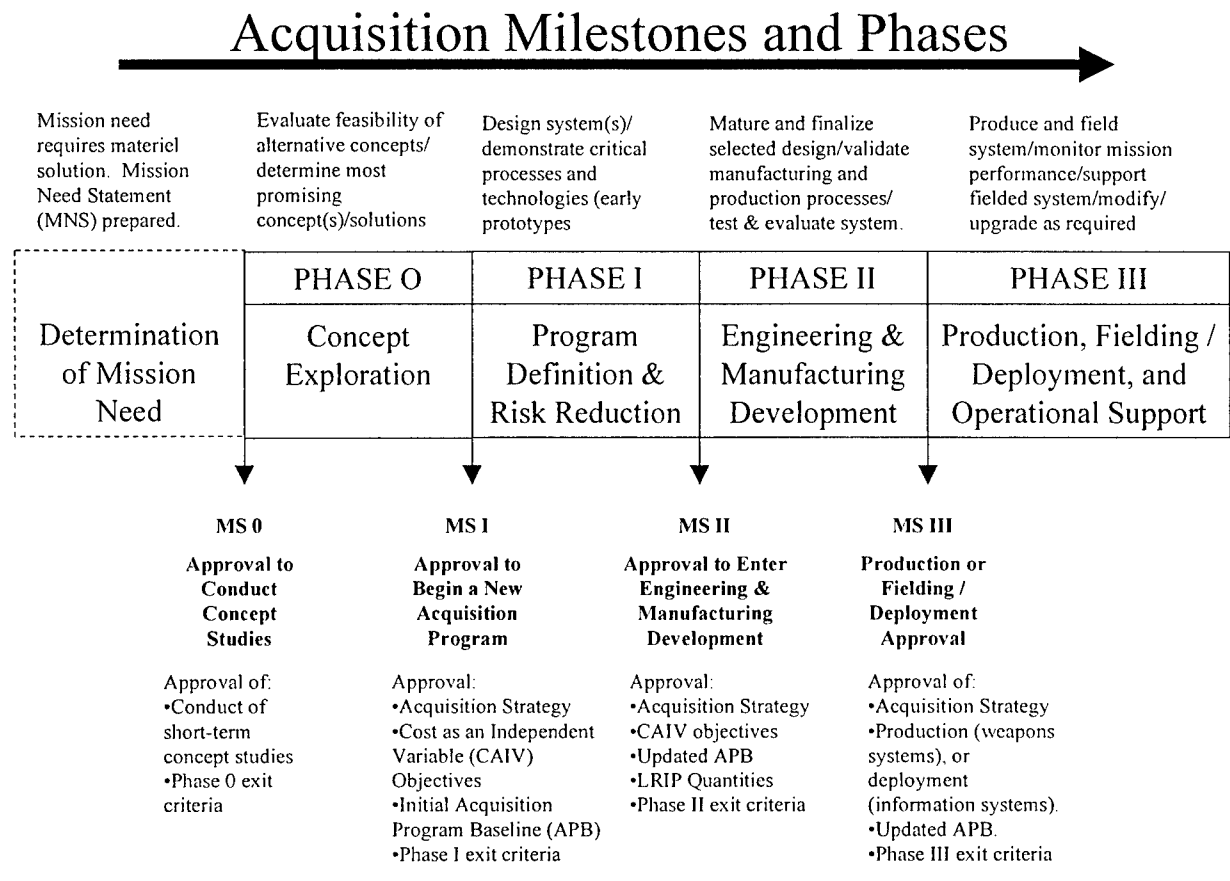 Acquisition Milestones and Phases
Mission need
requires materiel
solution.  Mission
Need Statement
(MNS) prepared.
Evaluate feasibility of
alternative concepts/
determine most
promising
concept(s)/solutions
Design system(s)/
demonstrate critical
processes and
technologies (early
prototypes
Mature and finalize
selected design/validate
manufacturing and
production processes/
test & evaluate system.
Produce and field
system/monitor mission
performance/support
fielded system/modify/
upgrade as required
Determination
of Mission
Need
PHASE O
Concept
Exploration
PHASE I
Program
Definition &
Risk Reduction
PHASE II
Engineering &
Manufacturing
Development
PHASE III
Production, Fielding /
Deployment, and
Operational Support
MS 0
Approval to
Conduct
Concept
Studies
Approval of:
•Conduct of
short-term
concept studies
•Phase 0 exit
criteria
MS I
Approval to
Begin a New
Acquisition
Program
Approval:
•Acquisition Strategy
•Cost as an Independent
Variable (CAIV)
Objectives
•Initial Acquisition
Program Baseline (APB)
•Phase I exit criteria
MS II
Approval to Enter
Engineering &
Manufacturing
Development
Approval:
•Acquisition Strategy
•CAIV objectives
•Updated APB
•LRIP Quantities
•Phase II exit criteria
MS III
Production or
Fielding /
Deployment
Approval
Approval of:
•Acquisition Strategy
•Production (weapons
systems), or
deployment
(information systems).
•Updated APB.
•Phase III exit criteria